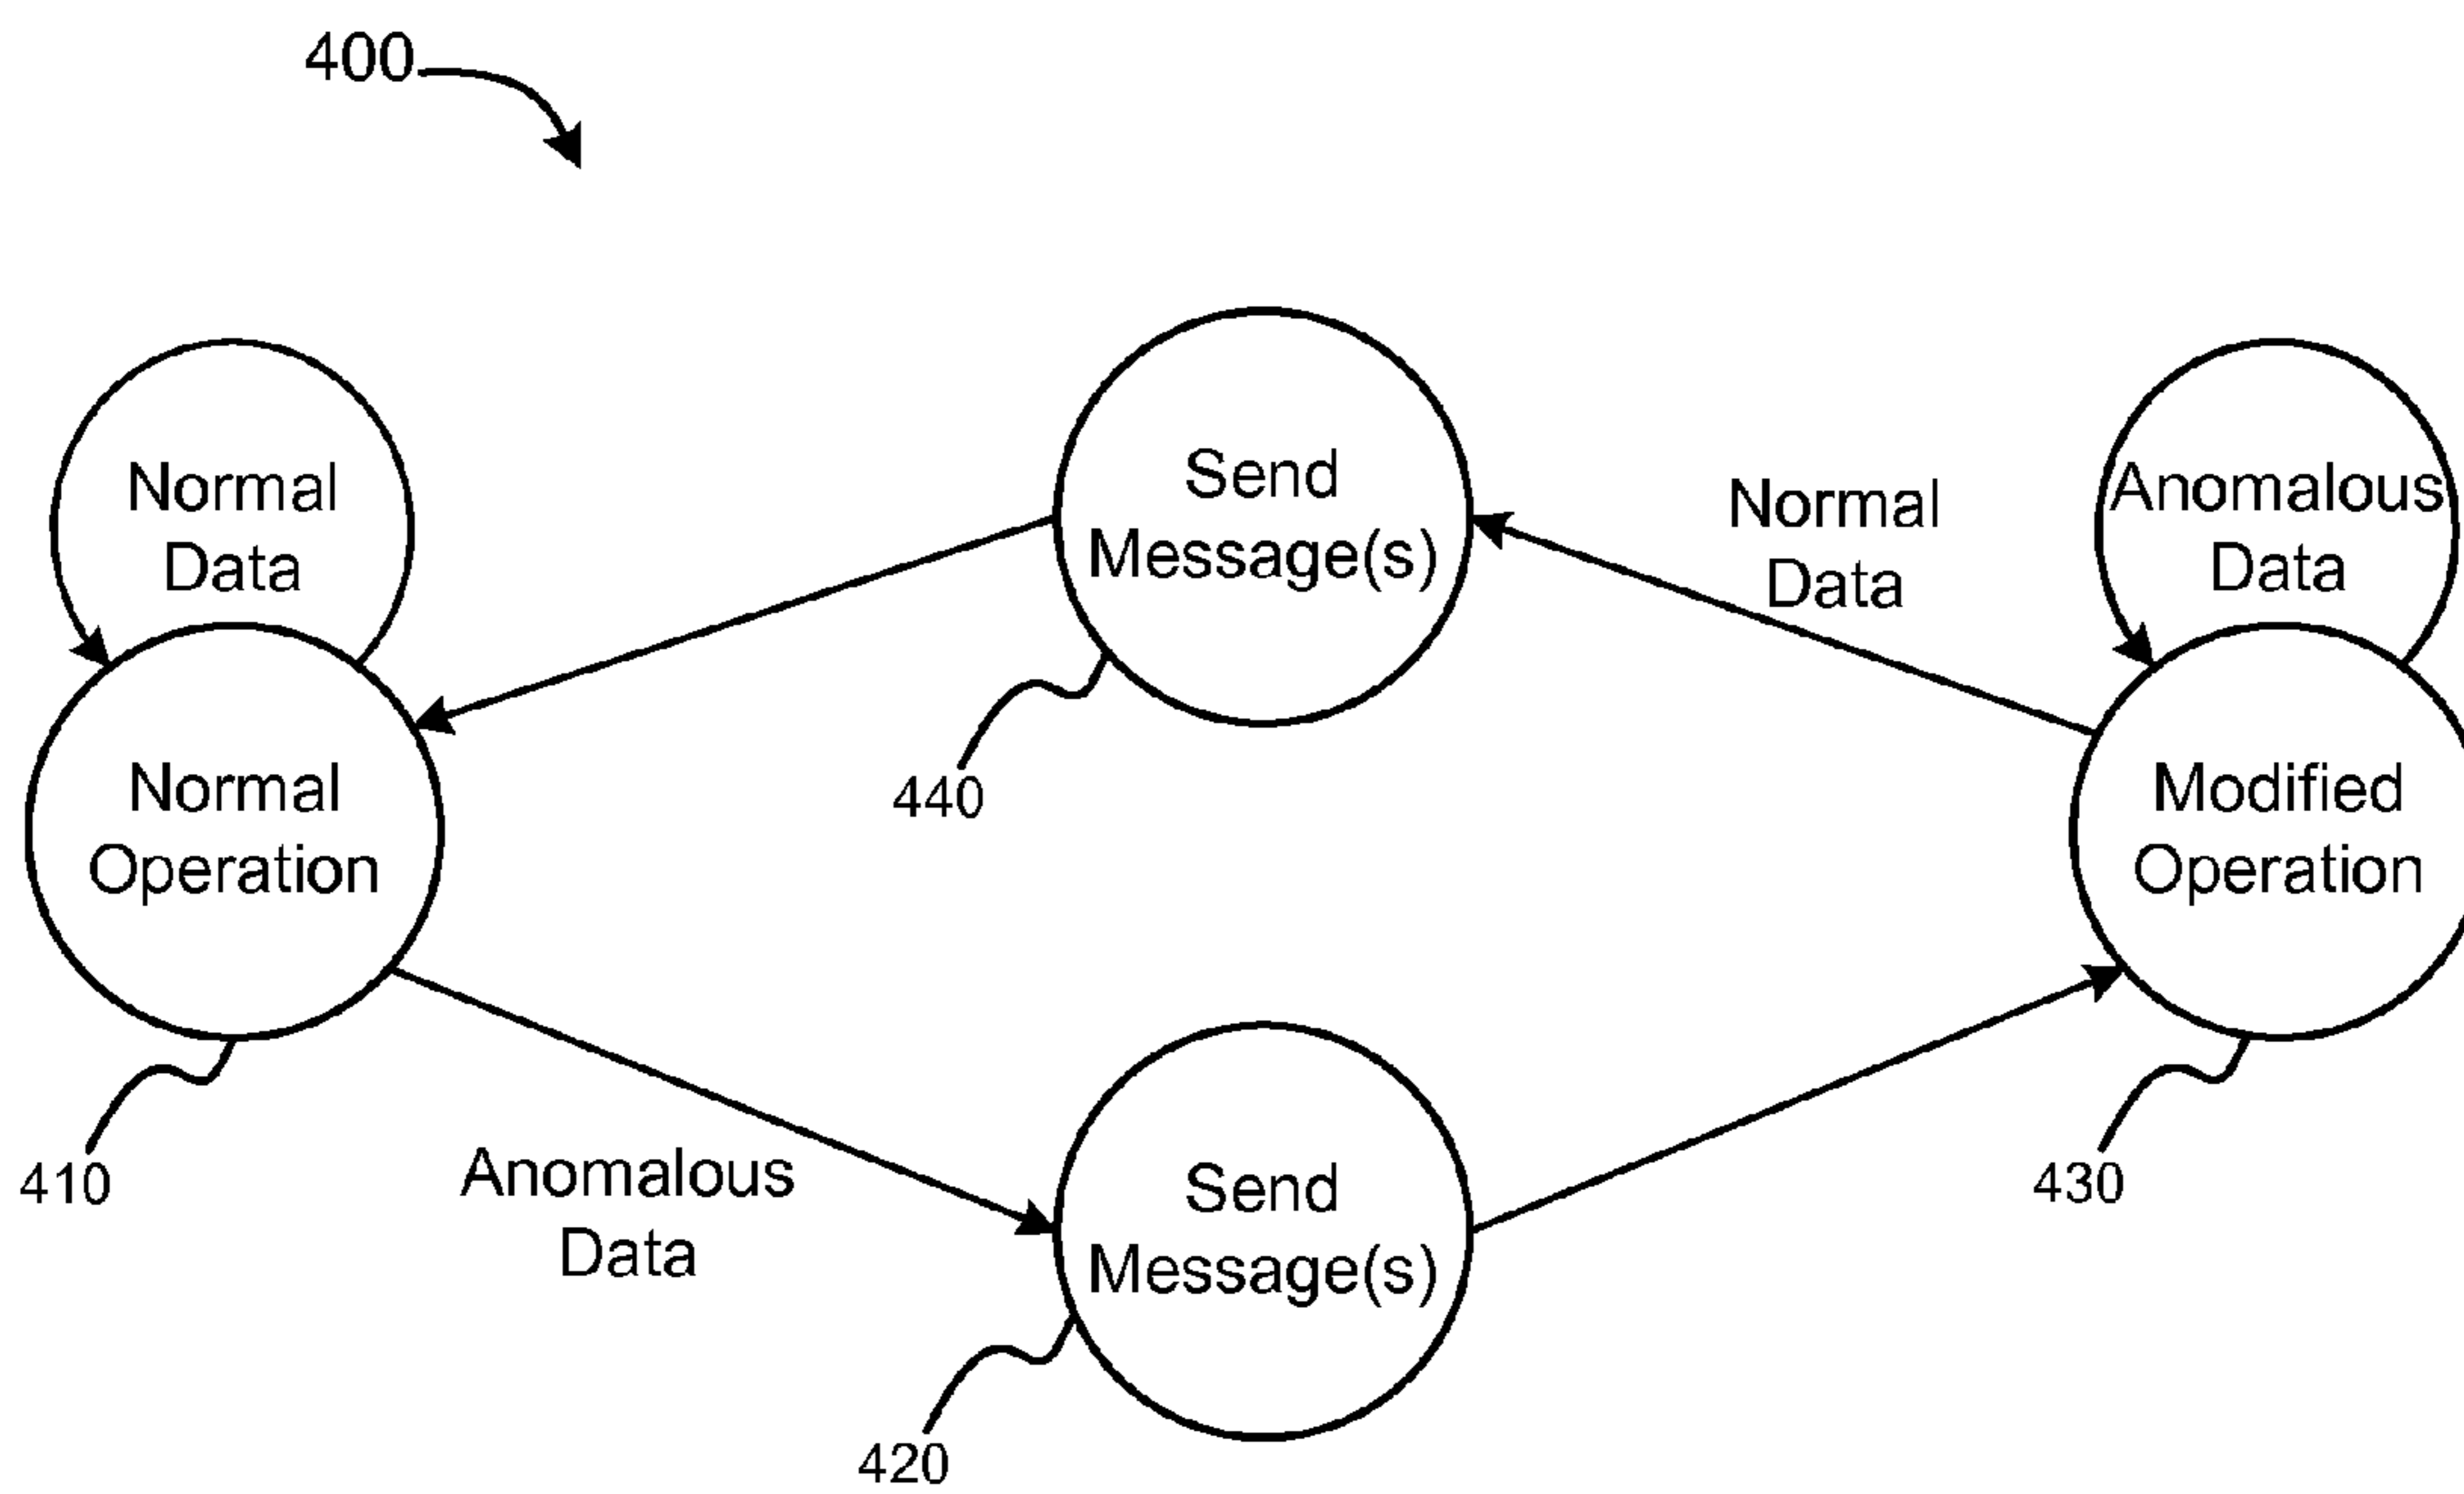 400
Normal
Data
Send
Message(s)
Normal
Data
Anomalous
Data
440
Normal
Operation
Modified
Operation
410
Anomalous
Data
Send
Message(s)
430
420